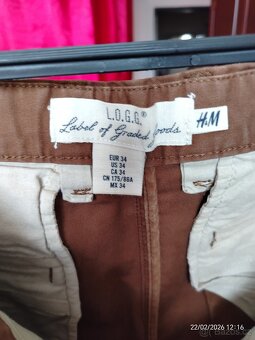 L.O.G.G®
Label of Graded Goods
H&M
EUR 34
US 34
CA 34
CN 175/86A
MX 34
22/02/2026 12:16